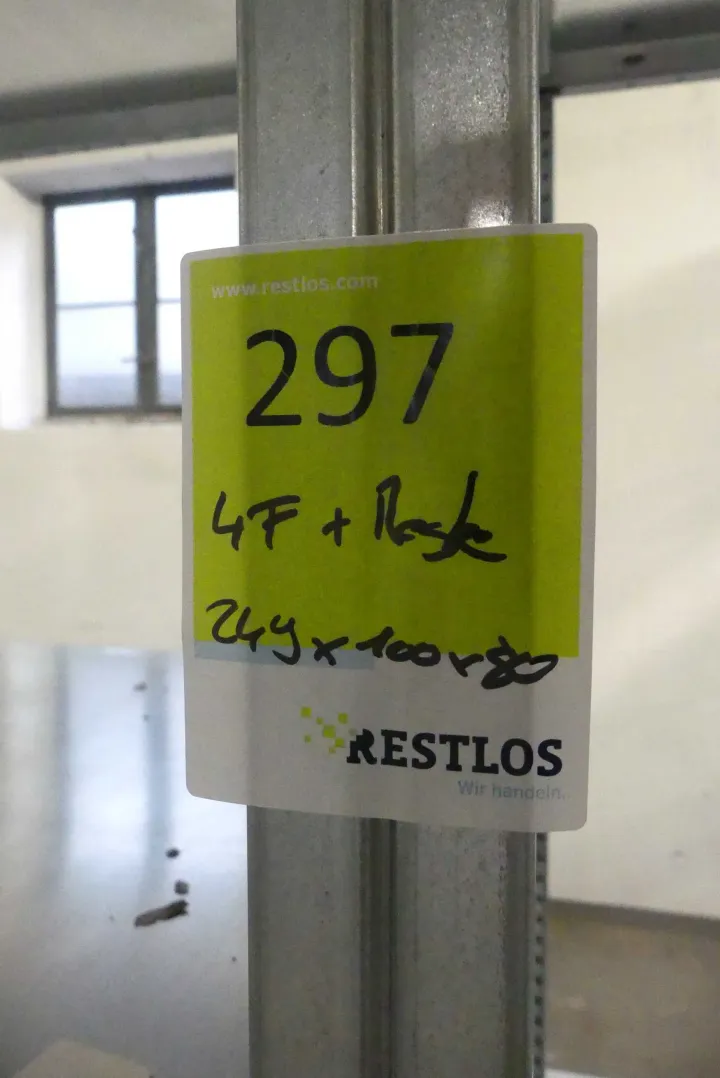 www.restlos.com
297
4F + Reste
249 x 100 x 80
RESTLOS
Wir handeln.